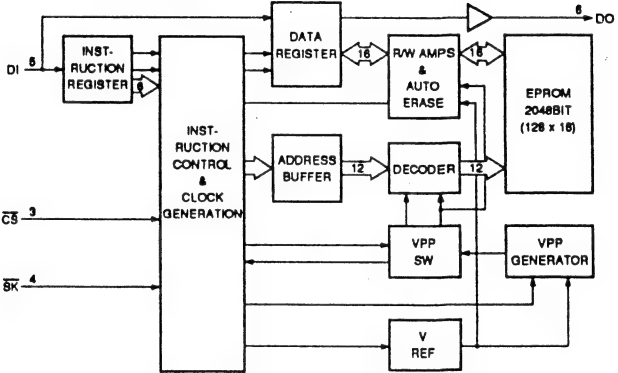 6
DO
DATA
REGISTER
16
R/W AMPS
&
AUTO
ERASE
16
EPROM
2048BIT
(128 x 16)
DI
5
INST-
RUCTION
REGISTER
6
INST-
RUCTION
CONTROL
&
CLOCK
GENERATION
ADDRESS
BUFFER
12
DECODER
12
CS
3
VPP
SW
VPP
GENERATOR
SK
4
V
REF